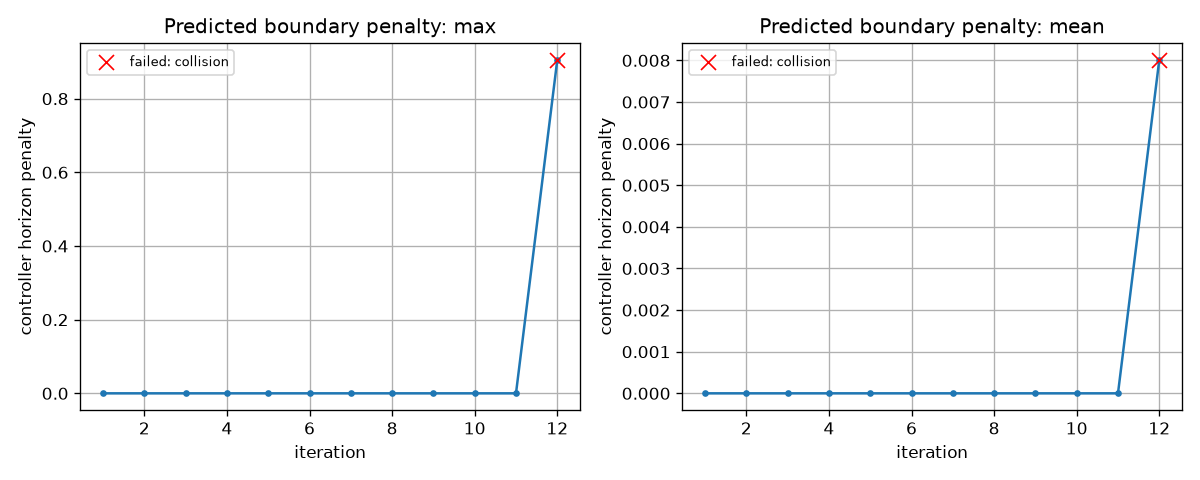 Predicted boundary penalty: max
failed: collision
controller horizon penalty
0.8
0.6
0.4
0.2
0.0
2 4 6 8 10 12
iteration
Predicted boundary penalty: mean
failed: collision
controller horizon penalty
0.008
0.007
0.006
0.005
0.004
0.003
0.002
0.001
0.000
2 4 6 8 10 12
iteration